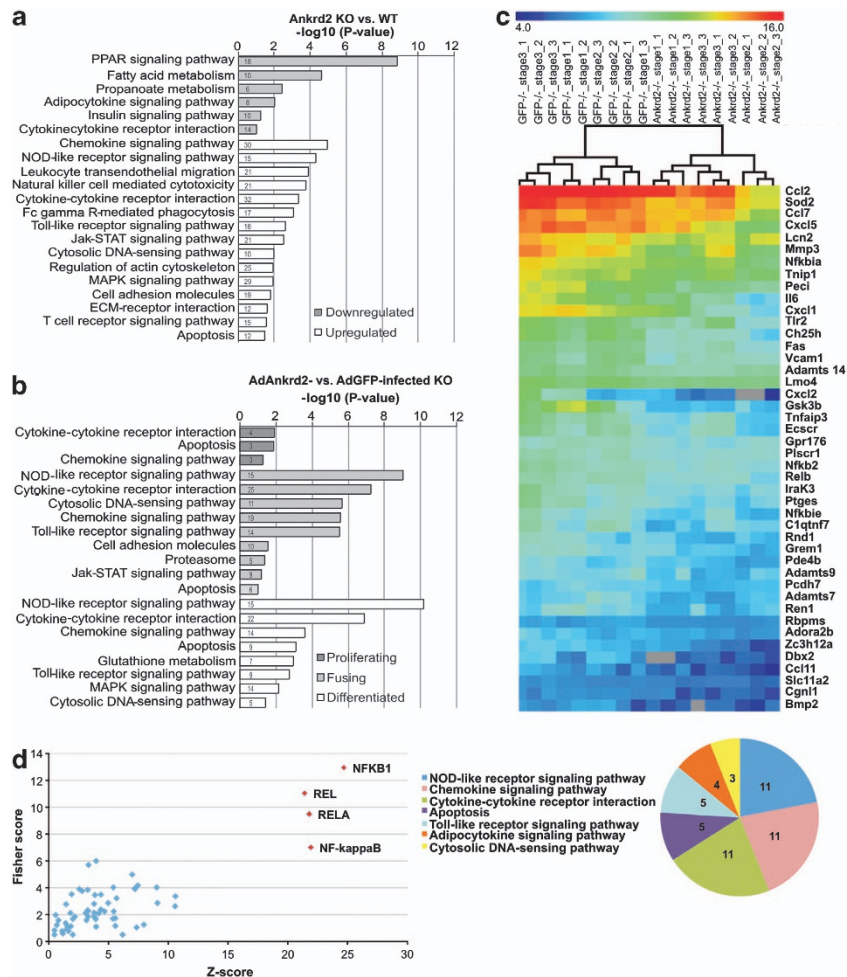 a
Ankrd2 KO vs. WT
-log10 (P-value)
0 2 4 6 8 10 12
PPAR signaling pathway 18
Fatty acid metabolism 10
Propanoate metabolism 6
Adipocytokine signaling pathway 8
Insulin signaling pathway 10
Cytokinecytokine receptor interaction 14
Chemokine signaling pathway 30
NOD-like receptor signaling pathway 15
Leukocyte transendothelial migration 21
Natural killer cell mediated cytotoxicity 21
Cytokine-cytokine receptor interaction 32
Fc gamma R-mediated phagocytosis 17
Toll-like receptor signaling pathway 16
Jak-STAT signaling pathway 21
Cytosolic DNA-sensing pathway 10
Regulation of actin cytoskeleton 25
MAPK signaling pathway 29
Cell adhesion molecules 19
ECM-receptor interaction 12
T cell receptor signaling pathway 15
Apoptosis 12
Downregulated
Upregulated
b
AdAnkrd2- vs. AdGFP-infected KO
-log10 (P-value)
0 2 4 6 8 10 12
Cytokine-cytokine receptor interaction 4
Apoptosis
Chemokine signaling pathway 3
NOD-like receptor signaling pathway 15
Cytokine-cytokine receptor interaction 25
Cytosolic DNA-sensing pathway 11
Chemokine signaling pathway 19
Toll-like receptor signaling pathway 14
Cell adhesion molecules 10
Proteasome 5
Jak-STAT signaling pathway 9
Apoptosis 6
NOD-like receptor signaling pathway 15
Cytokine-cytokine receptor interaction 22
Chemokine signaling pathway 14
Apoptosis 9
Glutathione metabolism 7
Toll-like receptor signaling pathway 9
MAPK signaling pathway 14
Cytosolic DNA-sensing pathway 5
Proliferating
Fusing
Differentiated
c
4.0 16.0
GFP-/-_stage3_1
GFP-/-_stage3_2
GFP-/-_stage3_3
GFP-/-_stage1_1
GFP-/-_stage2_1
GFP-/-_stage2_2
GFP-/-_stage2_3
GFP-/-_stage1_2
GFP-/-_stage1_3
Ankrd2-/-_stage1_1
Ankrd2-/-_stage1_2
Ankrd2-/-_stage1_3
Ankrd2-/-_stage3_3
Ankrd2-/-_stage3_1
Ankrd2-/-_stage3_2
Ankrd2-/-_stage2_1
Ankrd2-/-_stage2_2
Ankrd2-/-_stage2_3
Ccl2
Sod2
Ccl7
Cxcl5
Lcn2
Mmp3
Nfkbia
Tnip1
Peci
Il6
Cxcl1
Tlr2
Ch25h
Fas
Vcam1
Adamts 14
Lmo4
Cxcl2
Gsk3b
Tnfaip3
Ecscr
Gpr176
Plscr1
Nfkb2
Relb
IraK3
Ptges
Nfkbie
C1qtnf7
Rnd1
Grem1
Pde4b
Adamts9
Pcdh7
Adamts7
Ren1
Rbpms
Adora2b
Zc3h12a
Dbx2
Ccl11
Slc11a2
Cgnl1
Bmp2
d
Fisher score
14
12
10
8
6
4
2
0
NFKB1
REL
RELA
NF-kappaB
0 5 10 15 20 25 30
Z-score
NOD-like receptor signaling pathway
Chemokine signaling pathway
Cytokine-cytokine receptor interaction
Apoptosis
Toll-like receptor signaling pathway
Adipocytokine signaling pathway
Cytosolic DNA-sensing pathway
11
11
11
5
5
4
3